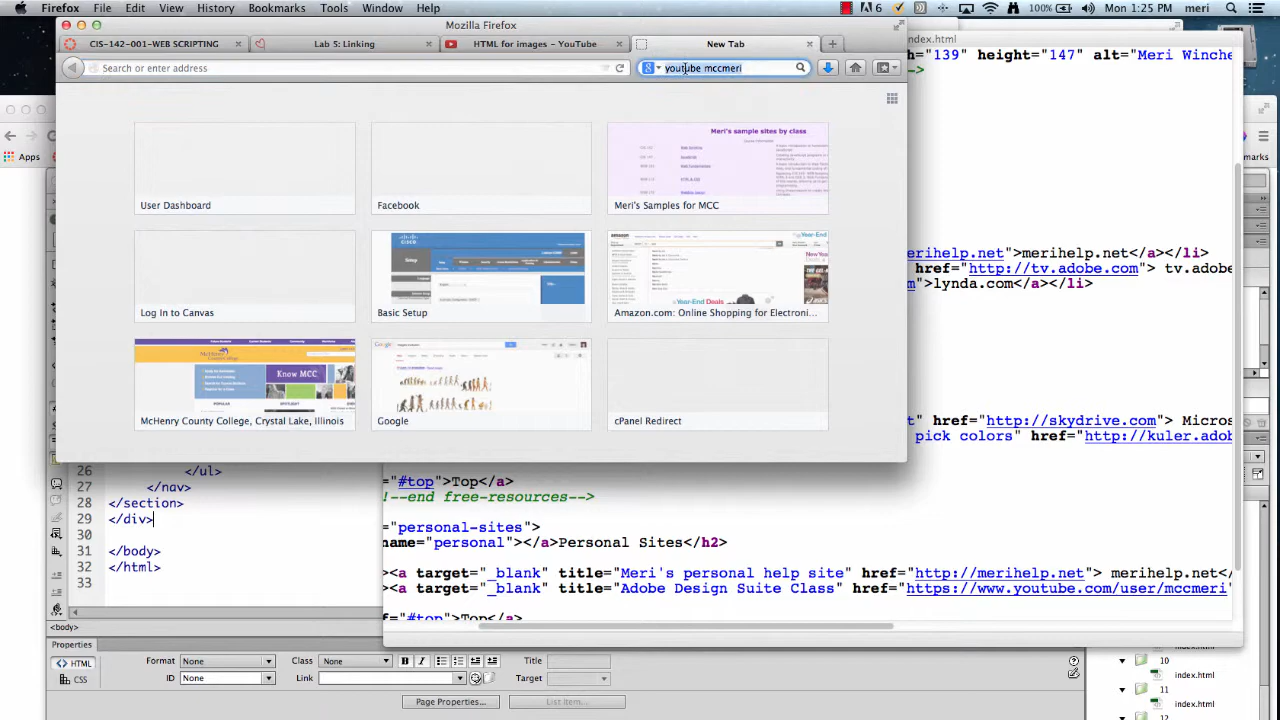 Firefox File Edit View History Bookmarks Tools Window Help
6 100% Mon 1:25 PM meri
Mozilla Firefox
CIS-142-001-WEB SCRIPTING × Lab 5: Linking × HTML for images - YouTube × New Tab × +
index.html
Search or enter address
youtube mccmeri
="139" height="147" alt="Meri Winche
>
Apps
Meri's sample sites by class
User Dashboard
Facebook
Meri's Samples for MCC
erihelp.net">merihelp.net</a></li>
href="http://tv.adobe.com"> tv.adobe
">lynda.com</a></li>
Log In to Canvas
Basic Setup
Amazon.com: Online Shopping for Electroni...
Know MCC
McHenry County College, Crystal Lake, Illinois
Google
cPanel Redirect
" href="http://skydrive.com"> Micros
pick colors" href="http://kuler.adob
26 </ul>
27 </nav>
28 </section>
29 </div>
30
31 </body>
32 </html>
33
"#top">Top</a>
!--end free-resources-->
="personal-sites">
name="personal"></a>Personal Sites</h2>
><a target="_blank" title="Meri's personal help site" href="http://merihelp.net"> merihelp.net</
><a target="_blank" title="Adobe Design Suite Class" href="https://www.youtube.com/user/mccmeri"
f="#top">Top</a>
<body>
Properties
HTML
CSS
Format None
Class None
B I
Title
ID None
Link
Target
Page Properties...
List Item...
index.html
10
index.html
11
index.html
12